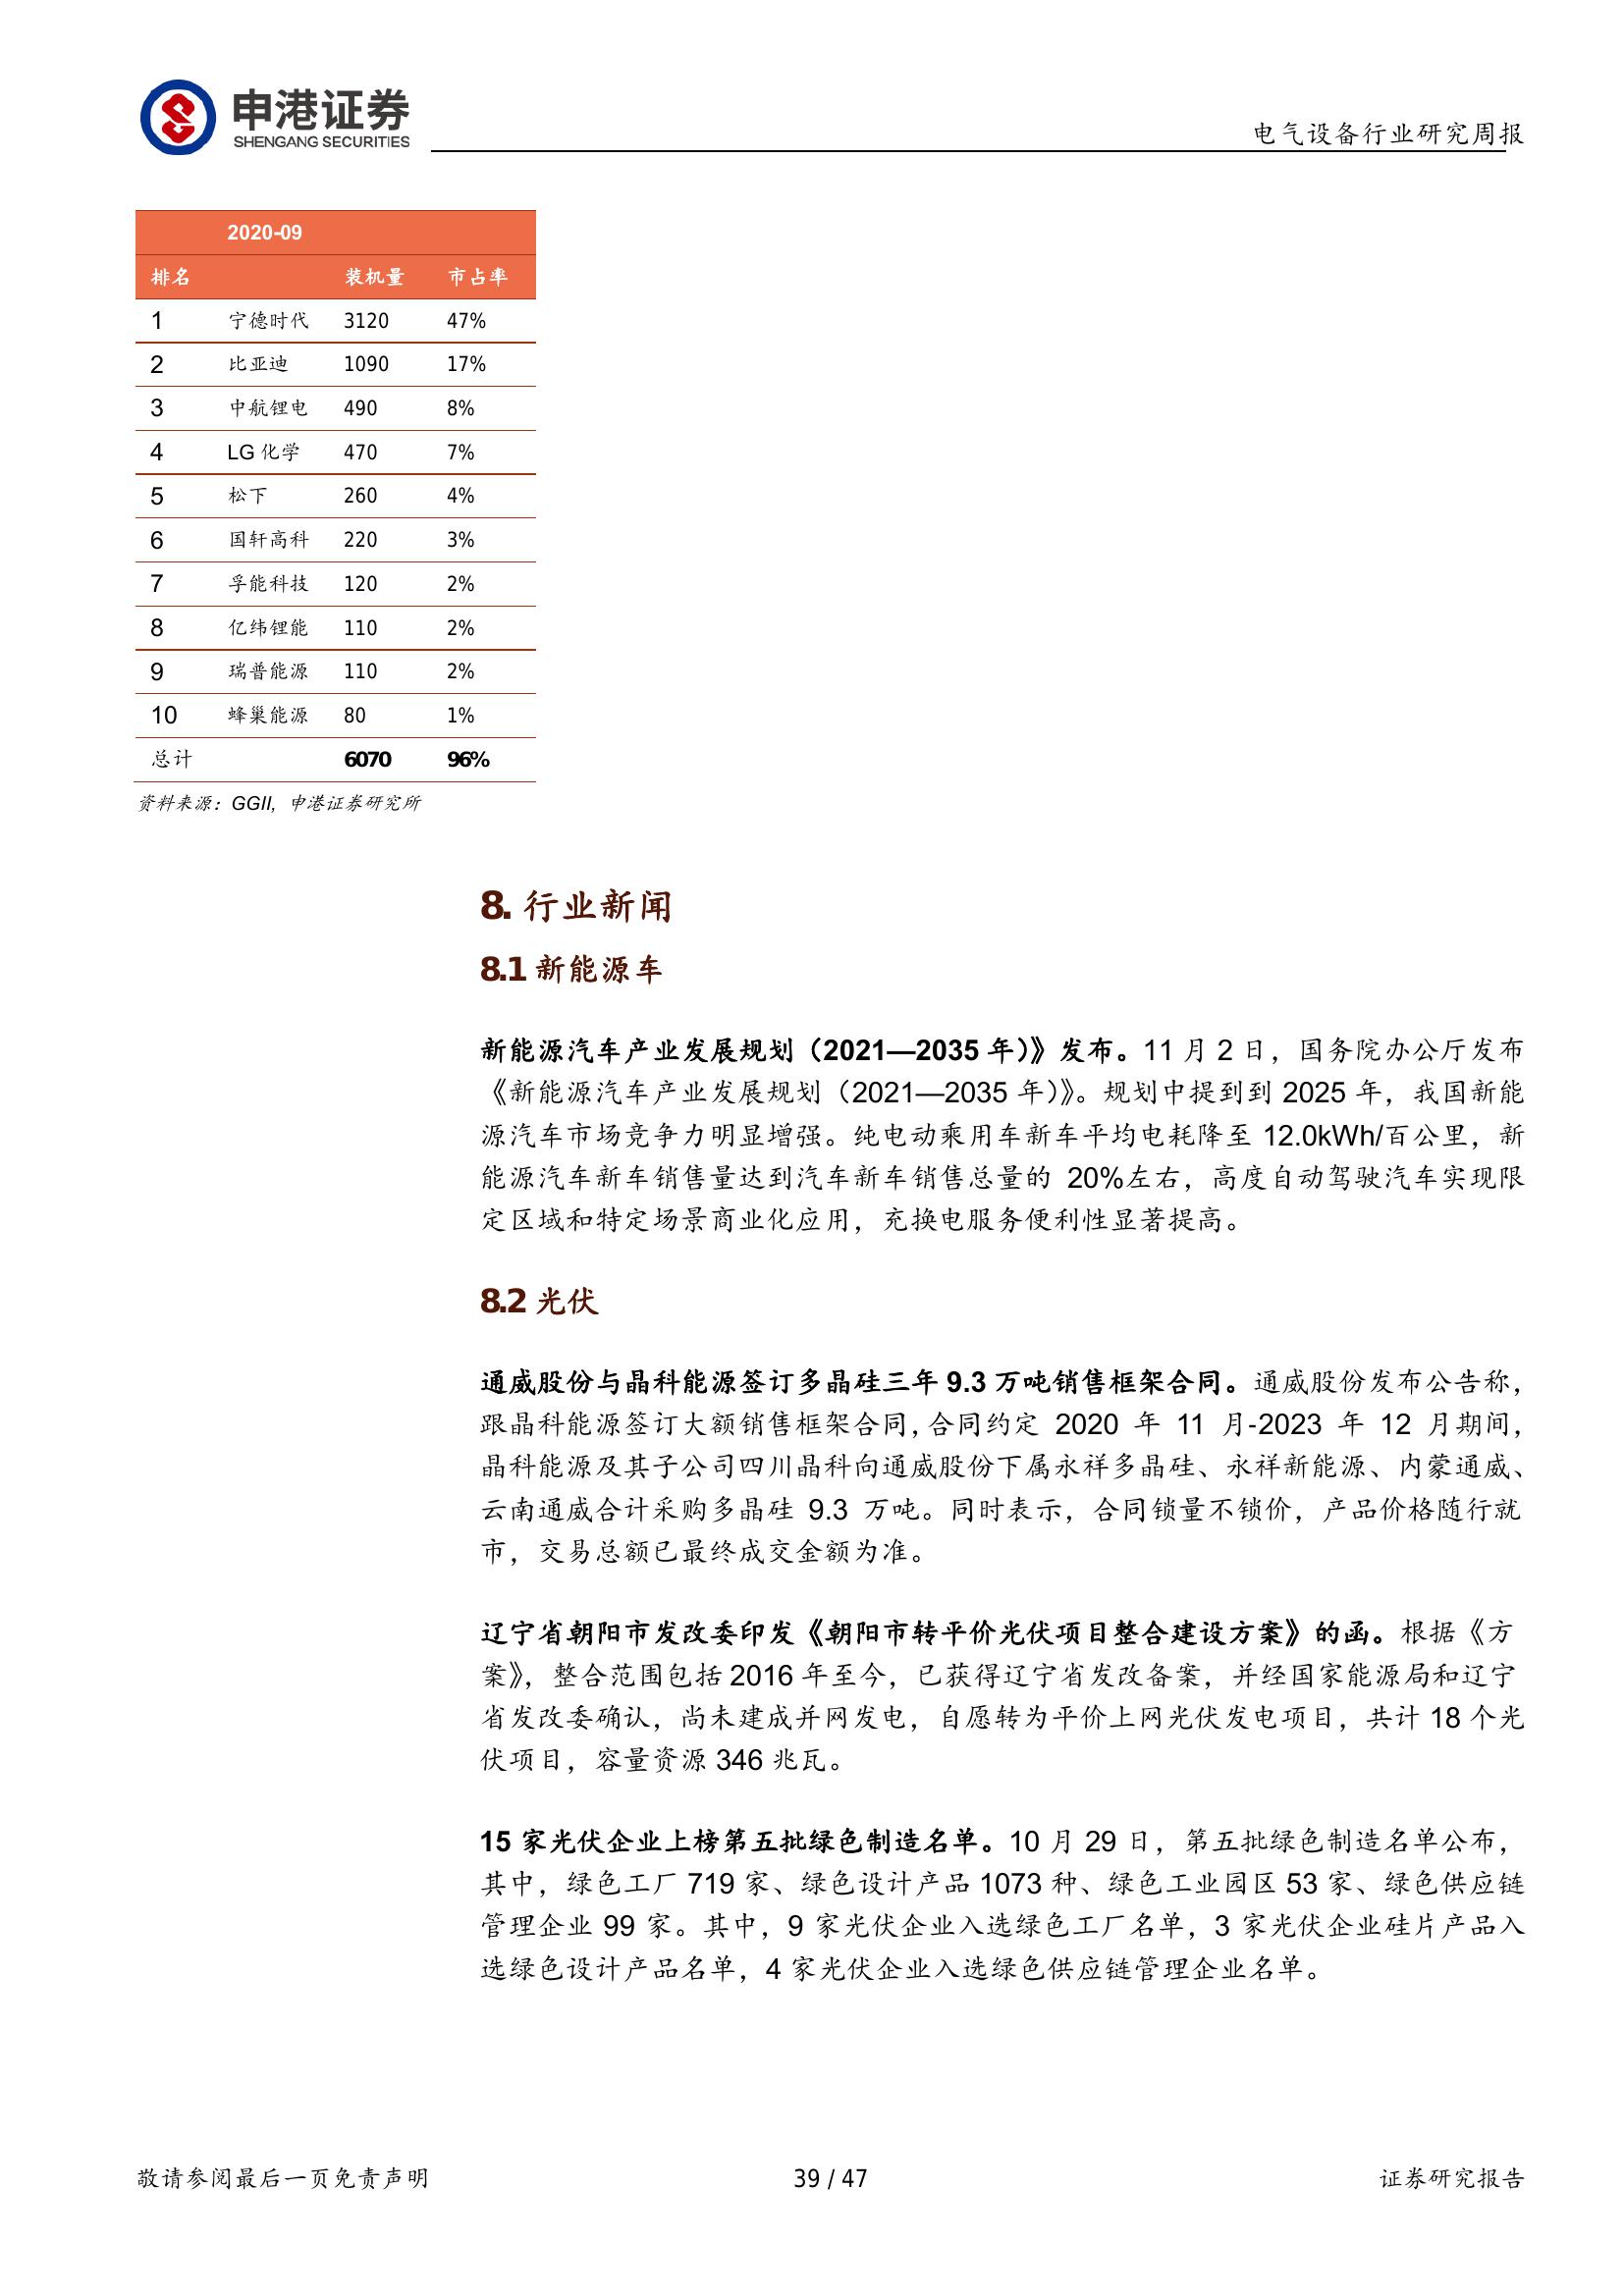 申港证券
SHENGANG SECURITIES
电气设备行业研究周报
2020-09
排名 装机量 市占率
1 宁德时代 3120 47%
2 比亚迪 1090 17%
3 中航锂电 490 8%
4 LG 化学 470 7%
5 松下 260 4%
6 国轩高科 220 3%
7 孚能科技 120 2%
8 亿纬锂能 110 2%
9 瑞普能源 110 2%
10 蜂巢能源 80 1%
总计 6070 96%
资料来源：GGII, 申港证券研究所
8. 行业新闻
8.1 新能源车
新能源汽车产业发展规划（2021—2035 年）》发布。11 月 2 日，国务院办公厅发布
《新能源汽车产业发展规划（2021—2035 年）》。规划中提到到 2025 年，我国新能
源汽车市场竞争力明显增强。纯电动乘用车新车平均电耗降至 12.0kWh/百公里，新
能源汽车新车销售量达到汽车新车销售总量的 20%左右，高度自动驾驶汽车实现限
定区域和特定场景商业化应用，充换电服务便利性显著提高。
8.2 光伏
通威股份与晶科能源签订多晶硅三年 9.3 万吨销售框架合同。通威股份发布公告称，
跟晶科能源签订大额销售框架合同,合同约定 2020 年 11 月-2023 年 12 月期间，
晶科能源及其子公司四川晶科向通威股份下属永祥多晶硅、永祥新能源、内蒙通威、
云南通威合计采购多晶硅 9.3 万吨。同时表示，合同锁量不锁价，产品价格随行就
市，交易总额已最终成交金额为准。
辽宁省朝阳市发改委印发《朝阳市转平价光伏项目整合建设方案》的函。根据《方
案》，整合范围包括 2016 年至今，已获得辽宁省发改备案，并经国家能源局和辽宁
省发改委确认，尚未建成并网发电，自愿转为平价上网光伏发电项目，共计 18 个光
伏项目，容量资源 346 兆瓦。
15 家光伏企业上榜第五批绿色制造名单。10 月 29 日，第五批绿色制造名单公布，
其中，绿色工厂 719 家、绿色设计产品 1073 种、绿色工业园区 53 家、绿色供应链
管理企业 99 家。其中，9 家光伏企业入选绿色工厂名单，3 家光伏企业硅片产品入
选绿色设计产品名单，4 家光伏企业入选绿色供应链管理企业名单。
敬请参阅最后一页免责声明
39 / 47
证券研究报告